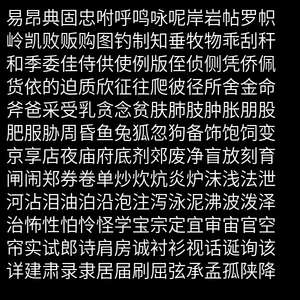 易昂典固忠咐呼鸣咏呢岸岩帖罗帜
岭凯败贩购图钓制知垂牧物乖刮秆
和季委佳侍供使例版侄侦侧凭侨佩
货依的迫质欣征往爬彼径所舍金命
斧爸采受乳贪念贫肤肺肢肿胀朋股
肥服胁周昏鱼兔狐忽狗备饰饱饲变
京享店夜庙府底剂郊废净盲放刻育
闸闹郑券卷单炒炊炕炎炉沫浅法泄
河沾泪油泊沿泡注泻泳泥沸波泼泽
治怖性怕怜怪学宝宗定宜审宙官空
帘实试郎诗肩房诚衬衫视话诞询该
详建肃录隶居届刷屈弦承孟孤陕降